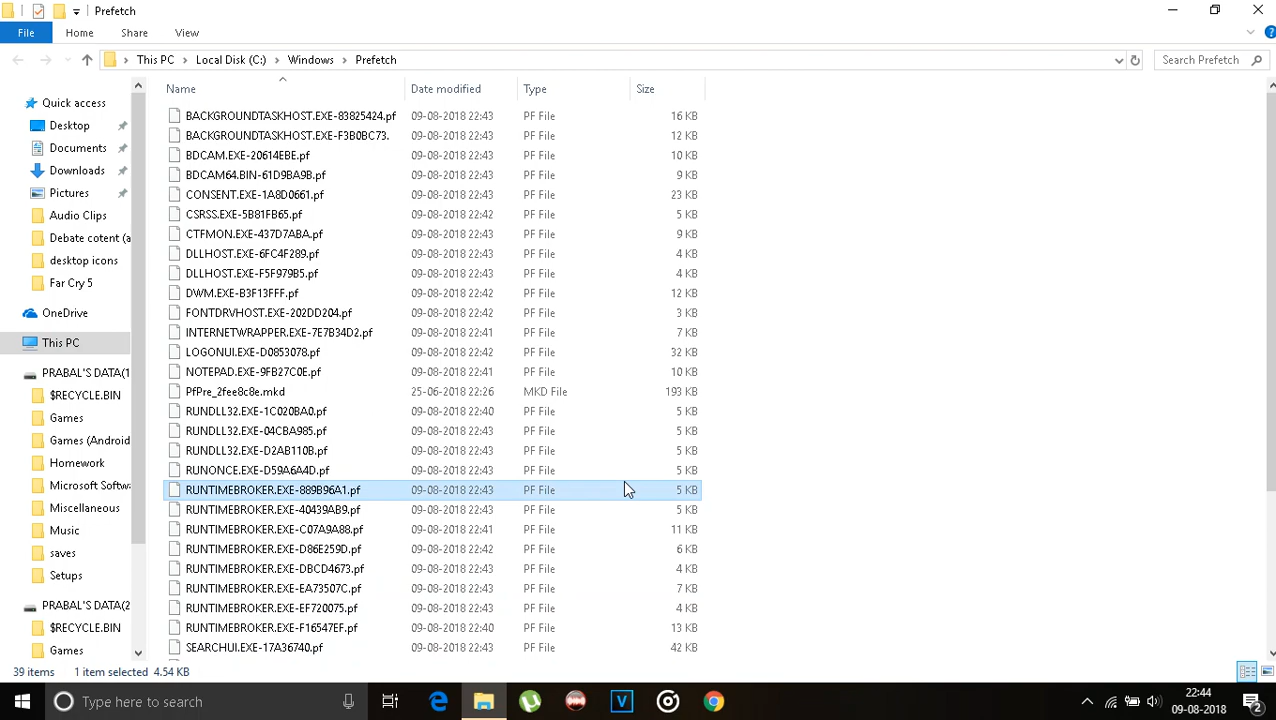 Prefetch
File Home Share View
This PC Local Disk (C:) Windows Prefetch Search Prefetch
Name Date modified Type Size
Quick access
Desktop
Documents
Downloads
Pictures
Audio Clips
Debate cotent (a
desktop icons
Far Cry 5
OneDrive
This PC
PRABAL'S DATA(1
$RECYCLE.BIN
Games
Games (Android
Homework
Microsoft Softwa
Miscellaneous
Music
saves
Setups
PRABAL'S DATA(2
$RECYCLE.BIN
Games
BACKGROUNDTASKHOST.EXE-83825424.pf 09-08-2018 22:43 PF File 16 KB
BACKGROUNDTASKHOST.EXE-F3B0BC73. 09-08-2018 22:43 PF File 12 KB
BDCAM.EXE-20614EBE.pf 09-08-2018 22:43 PF File 10 KB
BDCAM64.BIN-61D9BA9B.pf 09-08-2018 22:43 PF File 9 KB
CONSENT.EXE-1A8D0661.pf 09-08-2018 22:43 PF File 23 KB
CSRSS.EXE-5B81FB65.pf 09-08-2018 22:42 PF File 5 KB
CTFMON.EXE-437D7ABA.pf 09-08-2018 22:43 PF File 9 KB
DLLHOST.EXE-6FC4F289.pf 09-08-2018 22:43 PF File 4 KB
DLLHOST.EXE-F5F979B5.pf 09-08-2018 22:43 PF File 4 KB
DWM.EXE-B3F13FFF.pf 09-08-2018 22:42 PF File 12 KB
FONTDRVHOST.EXE-202DD204.pf 09-08-2018 22:42 PF File 3 KB
INTERNETWRAPPER.EXE-7E7B34D2.pf 09-08-2018 22:41 PF File 7 KB
LOGONUI.EXE-D0853078.pf 09-08-2018 22:42 PF File 32 KB
NOTEPAD.EXE-9FB27C0E.pf 09-08-2018 22:41 PF File 10 KB
PfPre_2fee8c8e.mkd 25-06-2018 22:26 MKD File 193 KB
RUNDLL32.EXE-1C020BA0.pf 09-08-2018 22:40 PF File 5 KB
RUNDLL32.EXE-04CBA985.pf 09-08-2018 22:43 PF File 5 KB
RUNDLL32.EXE-D2AB110B.pf 09-08-2018 22:43 PF File 5 KB
RUNONCE.EXE-D59A6A4D.pf 09-08-2018 22:43 PF File 5 KB
RUNTIMEBROKER.EXE-889B96A1.pf 09-08-2018 22:43 PF File 5 KB
RUNTIMEBROKER.EXE-40439AB9.pf 09-08-2018 22:43 PF File 5 KB
RUNTIMEBROKER.EXE-C07A9A88.pf 09-08-2018 22:41 PF File 11 KB
RUNTIMEBROKER.EXE-D86E259D.pf 09-08-2018 22:42 PF File 6 KB
RUNTIMEBROKER.EXE-DBCD4673.pf 09-08-2018 22:43 PF File 4 KB
RUNTIMEBROKER.EXE-EA73507C.pf 09-08-2018 22:43 PF File 7 KB
RUNTIMEBROKER.EXE-EF720075.pf 09-08-2018 22:43 PF File 4 KB
RUNTIMEBROKER.EXE-F16547EF.pf 09-08-2018 22:40 PF File 13 KB
SEARCHUI.EXE-17A36740.pf 09-08-2018 22:43 PF File 42 KB
39 items 1 item selected 4.54 KB
Type here to search
22:44
09-08-2018
2